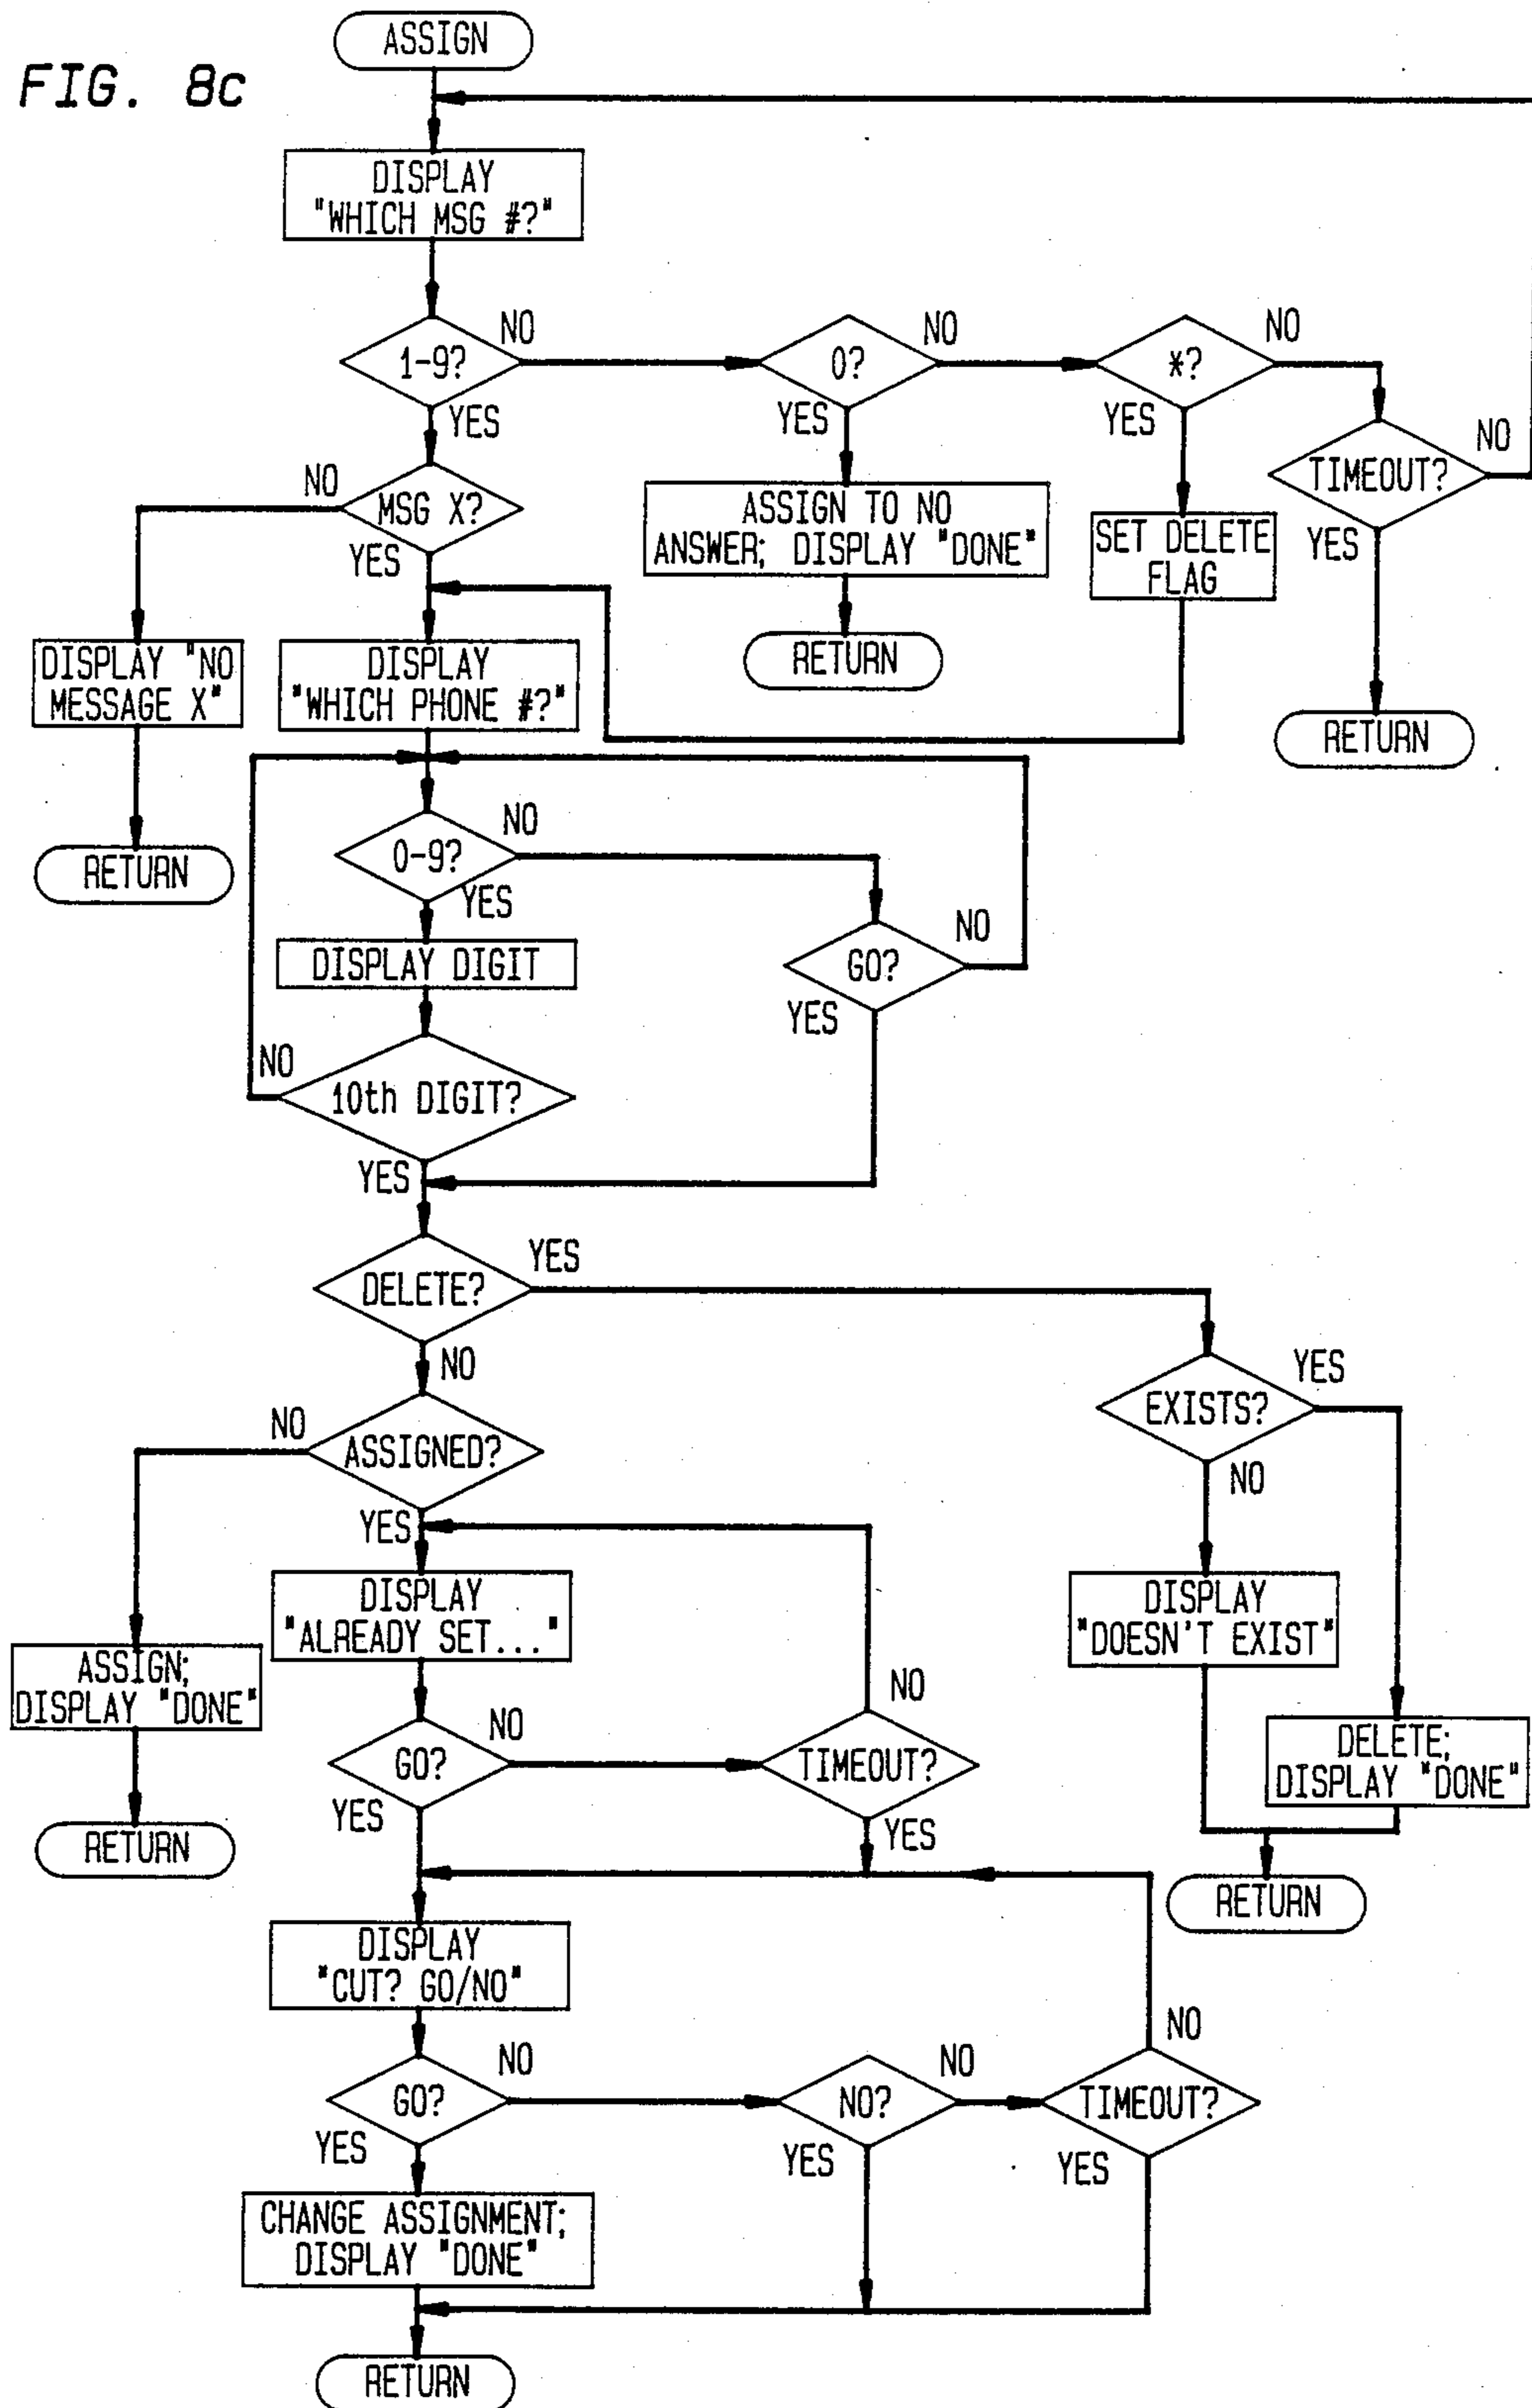 FIG. 8c
ASSIGN
DISPLAY
"WHICH MSG #?"
1-9?
NO
YES
0?
NO
YES
*?
NO
YES
TIMEOUT?
NO
YES
MSG X?
NO
YES
ASSIGN TO NO
ANSWER; DISPLAY "DONE"
RETURN
SET DELETE
FLAG
RETURN
DISPLAY "NO
MESSAGE X"
RETURN
DISPLAY
"WHICH PHONE #?"
0-9?
NO
YES
DISPLAY DIGIT
GO?
NO
YES
10th DIGIT?
NO
YES
DELETE?
YES
NO
EXISTS?
YES
NO
ASSIGNED?
NO
YES
DISPLAY
"ALREADY SET..."
DISPLAY
"DOESN'T EXIST"
ASSIGN;
DISPLAY "DONE"
RETURN
GO?
NO
YES
TIMEOUT?
NO
YES
DELETE;
DISPLAY "DONE"
RETURN
DISPLAY
"CUT? GO/NO"
GO?
NO
YES
NO?
NO
YES
TIMEOUT?
NO
YES
CHANGE ASSIGNMENT;
DISPLAY "DONE"
RETURN